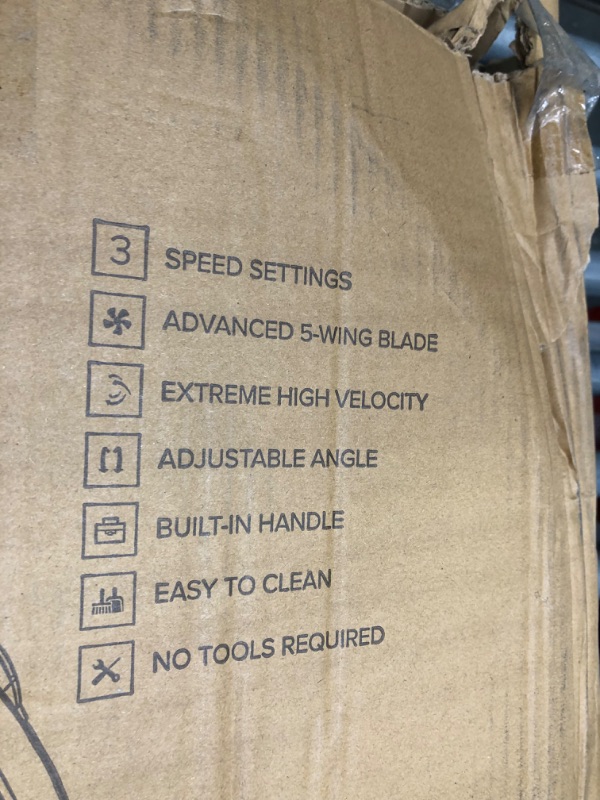 3 SPEED SETTINGS
ADVANCED 5-WING BLADE
EXTREME HIGH VELOCITY
ADJUSTABLE ANGLE
BUILT-IN HANDLE
EASY TO CLEAN
NO TOOLS REQUIRED